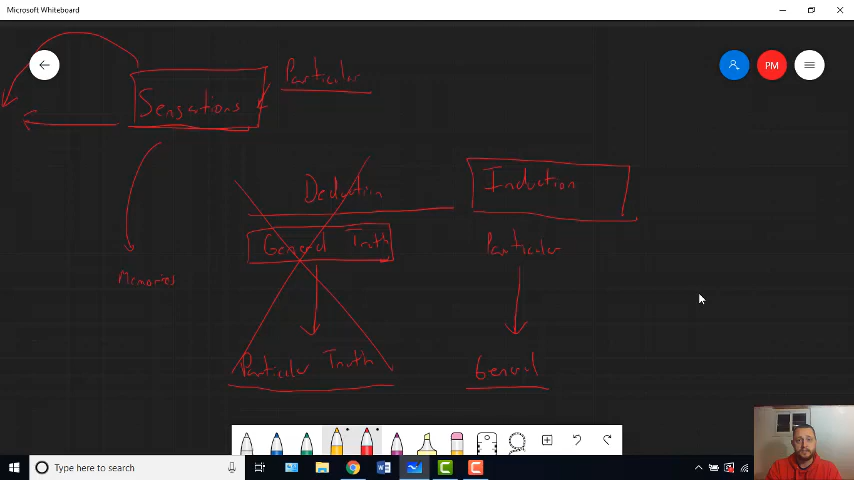 Microsoft Whiteboard
Particular
Sensations
PM
Deduction
Induction
General Truth
Particular
Memories
Particular Truth
General
Type here to search